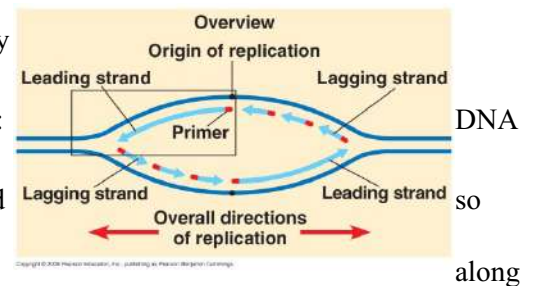 Overview
Origin of replication
Leading strand
Lagging strand
Primer
DNA
Lagging strand
Leading strand
so
Overall directions
of replication
along